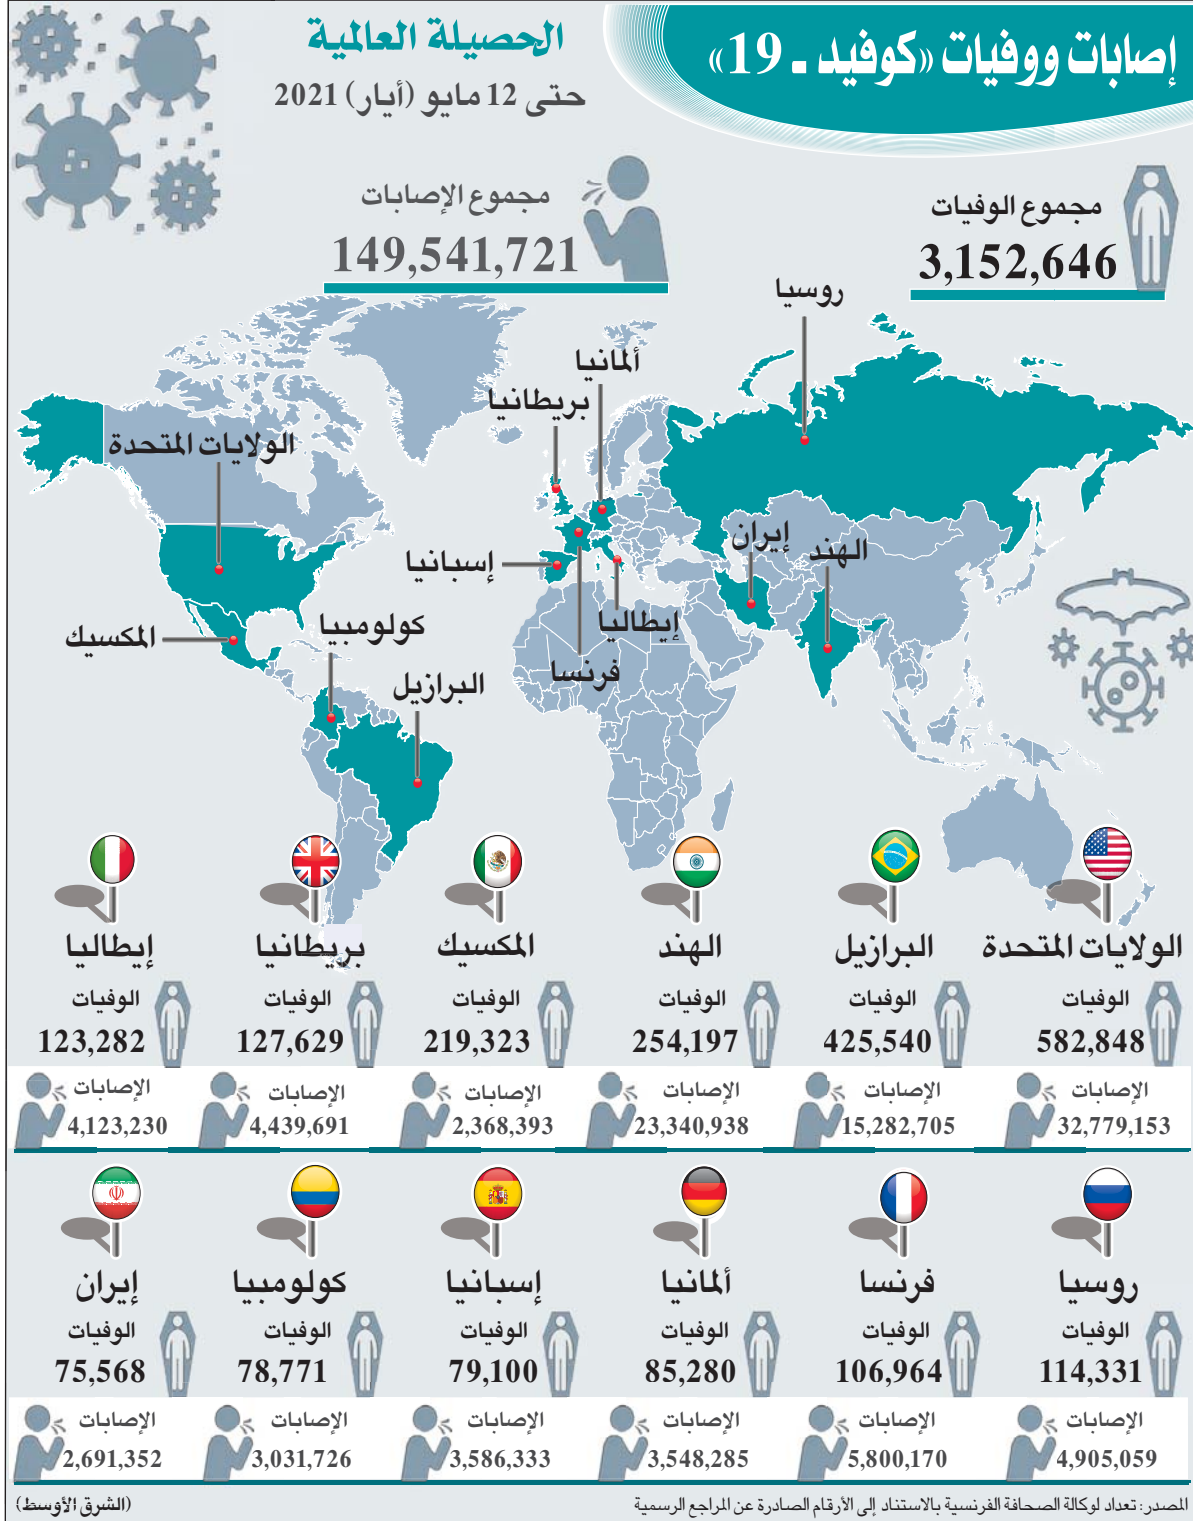 إصابات ووفيات «كوفيد ـ 19»
الحصيلة العالمية
حتى 12 مايو (أيار) 2021
مجموع الوفيات
3,152,646
مجموع الإصابات
149,541,721
روسيا
ألمانيا
بريطانيا
الولايات المتحدة
إيران
الهند
إسبانيا
إيطاليا
كولومبيا
المكسيك
فرنسا
البرازيل
الولايات المتحدة
الوفيات
582,848
الإصابات
32,779,153
البرازيل
الوفيات
425,540
الإصابات
15,282,705
الهند
الوفيات
254,197
الإصابات
23,340,938
المكسيك
الوفيات
219,323
الإصابات
2,368,393
بريطانيا
الوفيات
127,629
الإصابات
4,439,691
إيطاليا
الوفيات
123,282
الإصابات
4,123,230
روسيا
الوفيات
114,331
الإصابات
4,905,059
فرنسا
الوفيات
106,964
الإصابات
5,800,170
ألمانيا
الوفيات
85,280
الإصابات
3,548,285
إسبانيا
الوفيات
79,100
الإصابات
3,586,333
كولومبيا
الوفيات
78,771
الإصابات
3,031,726
إيران
الوفيات
75,568
الإصابات
2,691,352
المصدر: تعداد لوكالة الصحافة الفرنسية بالاستناد إلى الأرقام الصادرة عن المراجع الرسمية
(الشرق الأوسط)